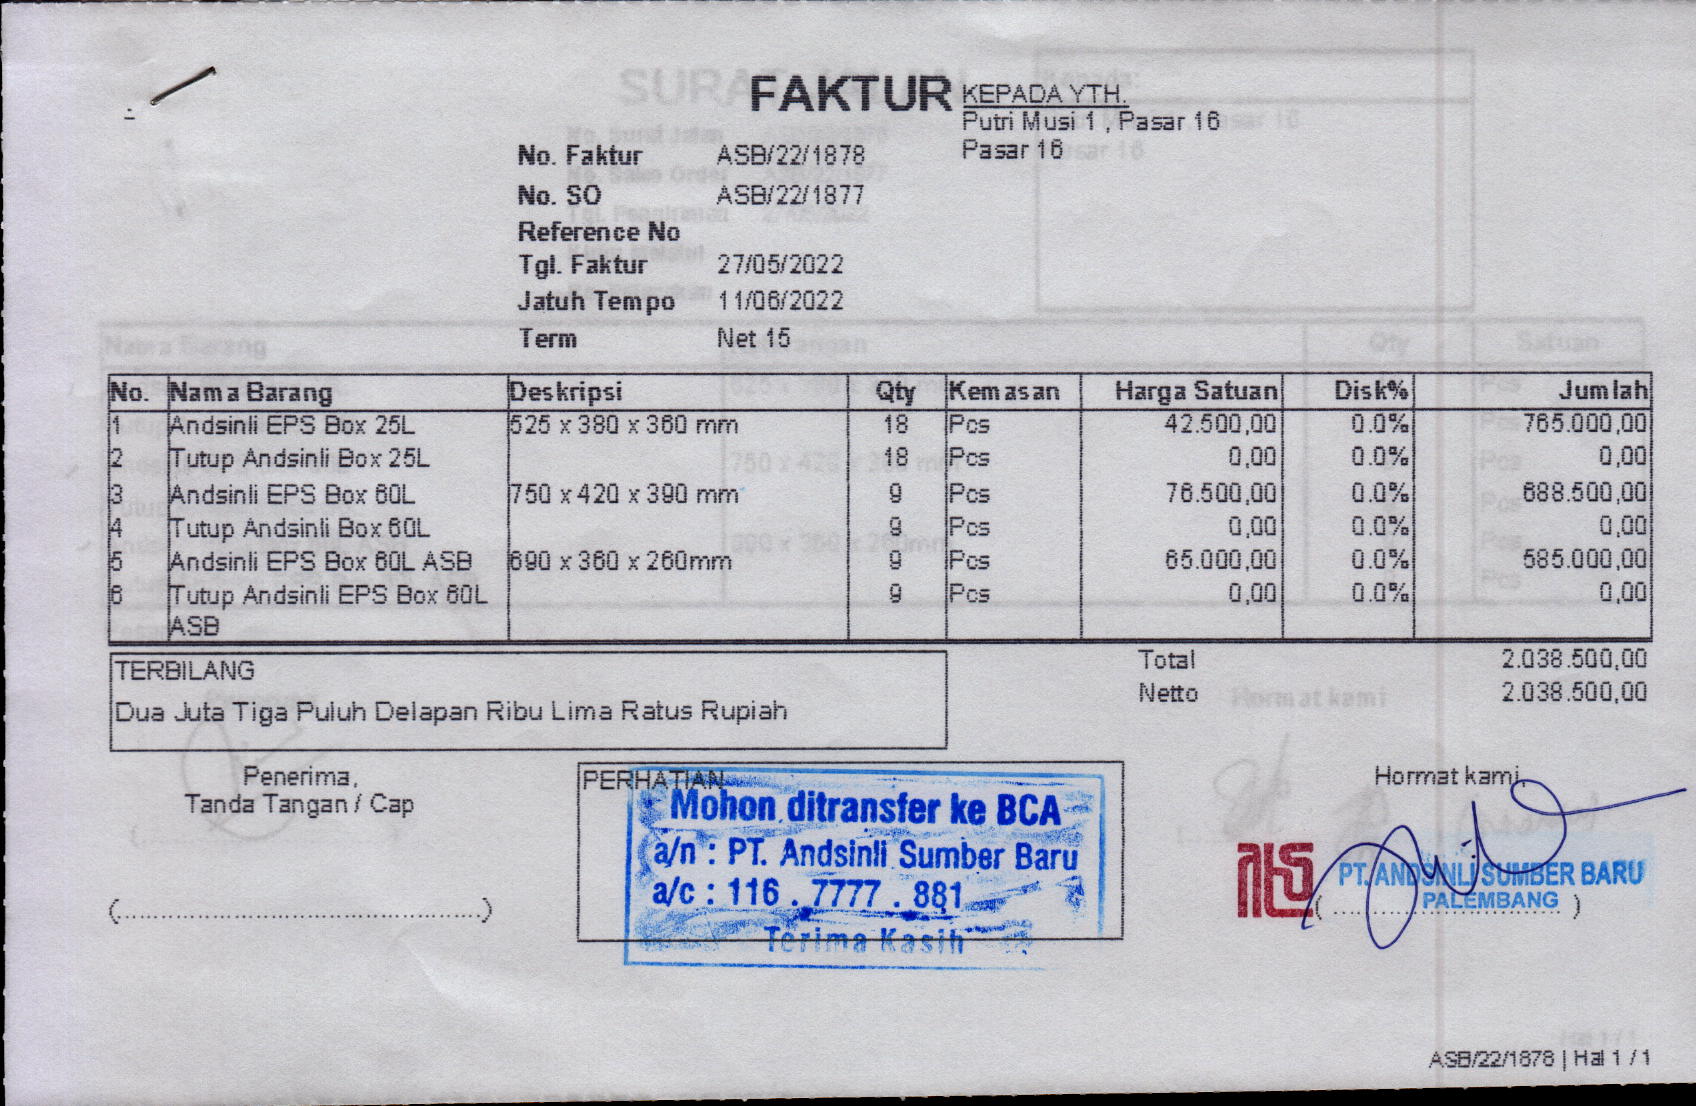 FAKTUR
KEPADA YTH.
Putri Musi 1 , Pasar 16
Pasar 16
No. Faktur ASB/22/1878
No. SO ASB/22/1877
Reference No
Tgl. Faktur 27/05/2022
Jatuh Tempo 11/06/2022
Term Net 15
No. Nama Barang Deskripsi Qty Kemasan Harga Satuan Disk% Jumlah
1 Andsinli EPS Box 25L 525 x 380 x 360 mm 18 Pcs 42.500,00 0.0% 765.000,00
2 Tutup Andsinli Box 25L 18 Pcs 0,00 0.0% 0,00
3 Andsinli EPS Box 60L 750 x 420 x 390 mm 9 Pcs 76.500,00 0.0% 688.500,00
4 Tutup Andsinli Box 60L 9 Pcs 0,00 0.0% 0,00
5 Andsinli EPS Box 60L ASB 690 x 360 x 260mm 9 Pcs 65.000,00 0.0% 585.000,00
6 Tutup Andsinli EPS Box 60L 9 Pcs 0,00 0.0% 0,00
ASB
TERBILANG
Dua Juta Tiga Puluh Delapan Ribu Lima Ratus Rupiah
Total 2.038.500,00
Netto 2.038.500,00
Penerima,
Tanda Tangan / Cap
(....................)
PERHATIAN
Mohon ditransfer ke BCA
a/n : PT. Andsinli Sumber Baru
a/c : 116 . 7777 . 881
Terima Kasih
Hormat kami,
PT. ANDSINLI SUMBER BARU
PALEMBANG
(....................)
ASB/22/1878 | Hal 1 / 1